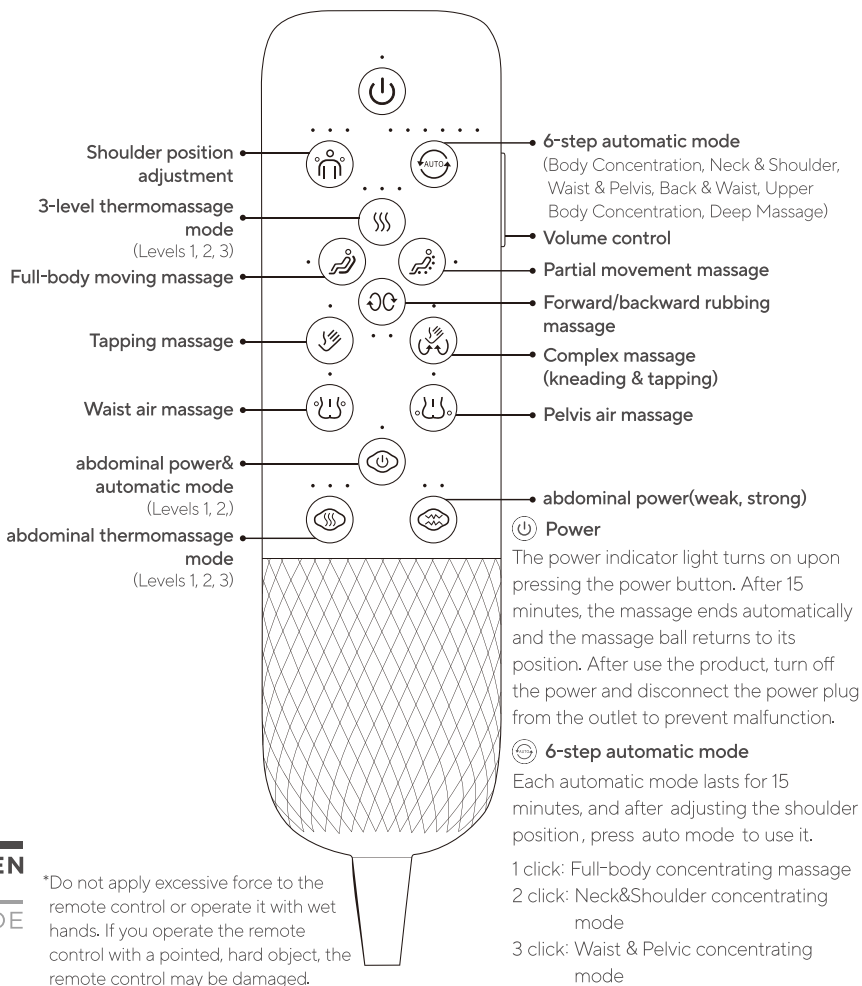 Shoulder position
adjustment
3-level thermomassage
mode
(Levels 1, 2, 3)
Full-body moving massage
Tapping massage
Waist air massage
abdominal power&
automatic mode
(Levels 1, 2,)
abdominal thermomassage
mode
(Levels 1, 2, 3)
AUTO
6-step automatic mode
(Body Concentration, Neck & Shoulder,
Waist & Pelvis, Back & Waist, Upper
Body Concentration, Deep Massage)
Volume control
Partial movement massage
Forward/backward rubbing
massage
Complex massage
(kneading & tapping)
Pelvis air massage
abdominal power(weak, strong)
Power
The power indicator light turns on upon
pressing the power button. After 15
minutes, the massage ends automatically
and the massage ball returns to its
position. After use the product, turn off
the power and disconnect the power plug
from the outlet to prevent malfunction.
AUTO
6-step automatic mode
Each automatic mode lasts for 15
minutes, and after adjusting the shoulder
position, press auto mode to use it.
1 click: Full-body concentrating massage
2 click: Neck&Shoulder concentrating
mode
3 click: Waist & Pelvic concentrating
mode
EN
DE
*Do not apply excessive force to the
remote control or operate it with wet
hands. If you operate the remote
control with a pointed, hard object, the
remote control may be damaged.